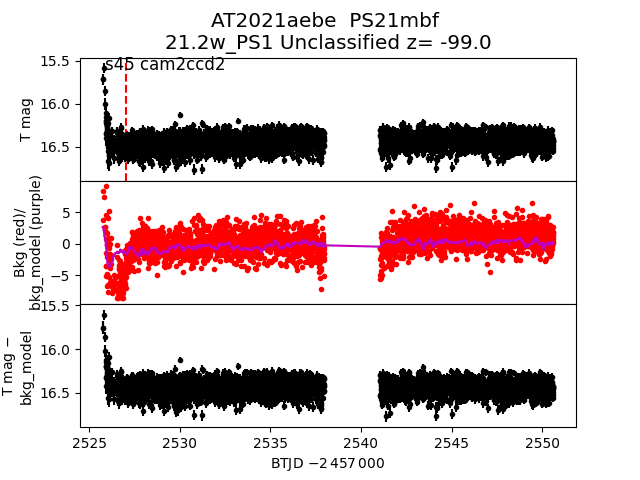 AT2021aebe  PS21mbf
21.2w_PS1 Unclassified z= -99.0
s45 cam2ccd2
15.5
16.0
16.5
T mag
5
0
−5
Bkg (red)/
bkg_model (purple)
15.5
16.0
16.5
T mag −
bkg_model
2525
2530
2535
2540
2545
2550
BTJD −2 457 000